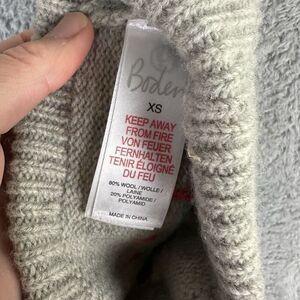 Boden
XS
KEEP AWAY
FROM FIRE
VON FEUER
FERNHALTEN
TENIR ÉLOIGNÉ
DU FEU
80% WOOL / WOLLE /
LAINE
20% POLYAMIDE /
POLYAMID
MADE IN CHINA